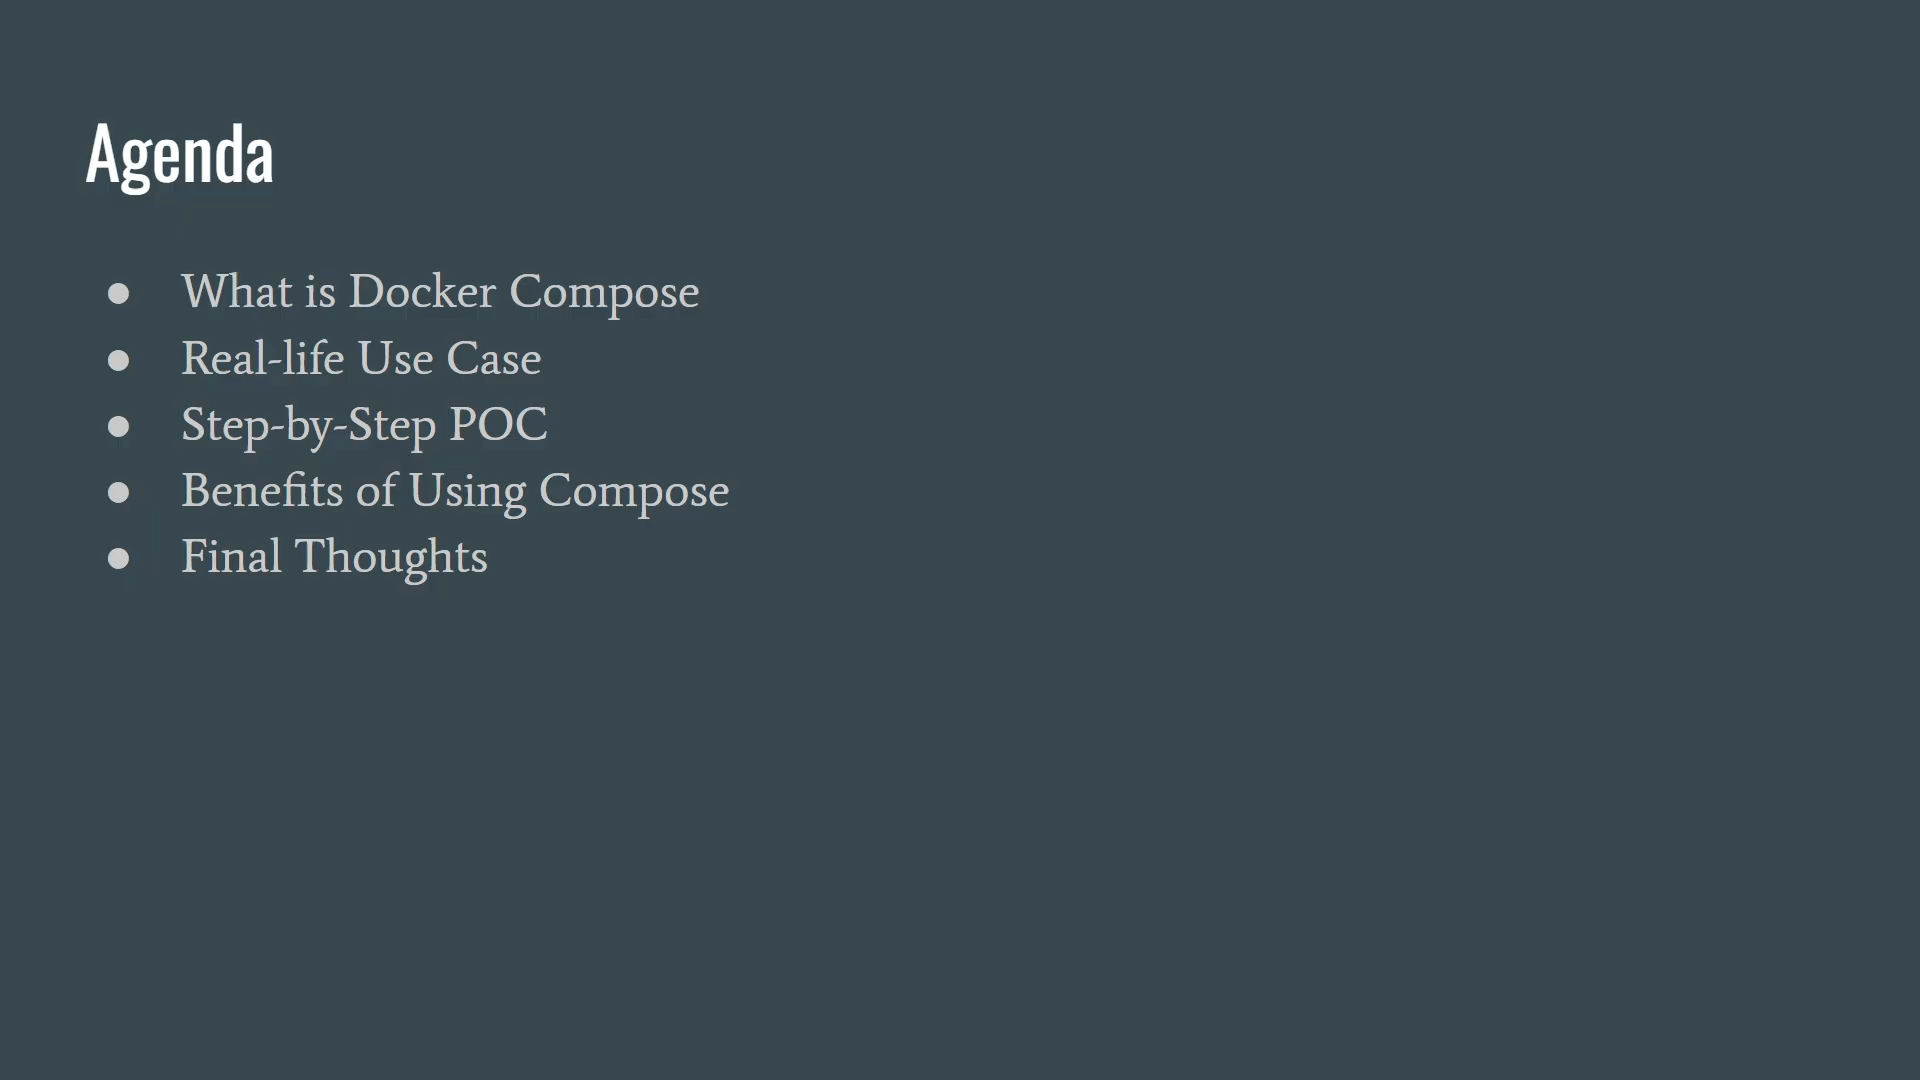 Agenda
● What is Docker Compose
● Real-life Use Case
● Step-by-Step POC
● Benefits of Using Compose
● Final Thoughts